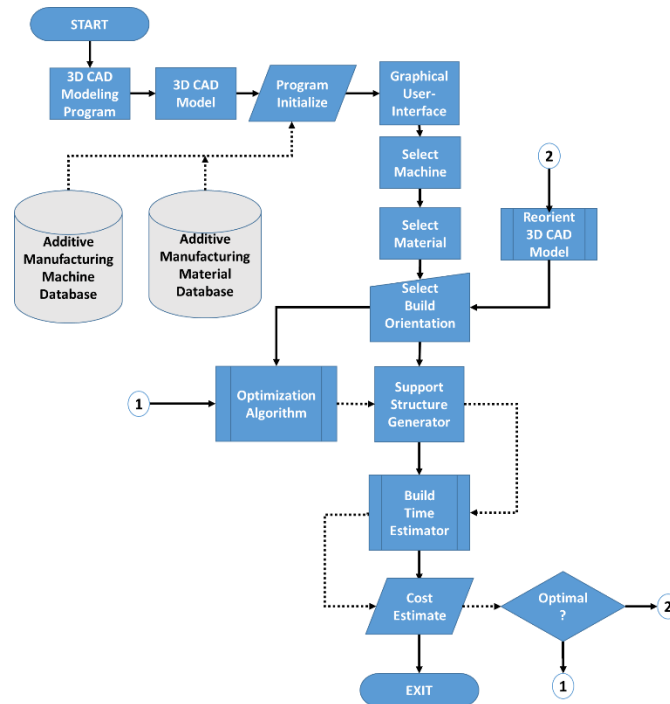 START
3D CAD
Modeling
Program
3D CAD
Model
Program
Initialize
Graphical
User-
Interface
Select
Machine
2
Select
Material
Reorient
3D CAD
Model
Additive
Manufacturing
Machine
Database
Additive
Manufacturing
Material
Database
Select
Build
Orientation
1
Optimization
Algorithm
Support
Structure
Generator
Build
Time
Estimator
Cost
Estimate
Optimal
?
2
EXIT
1